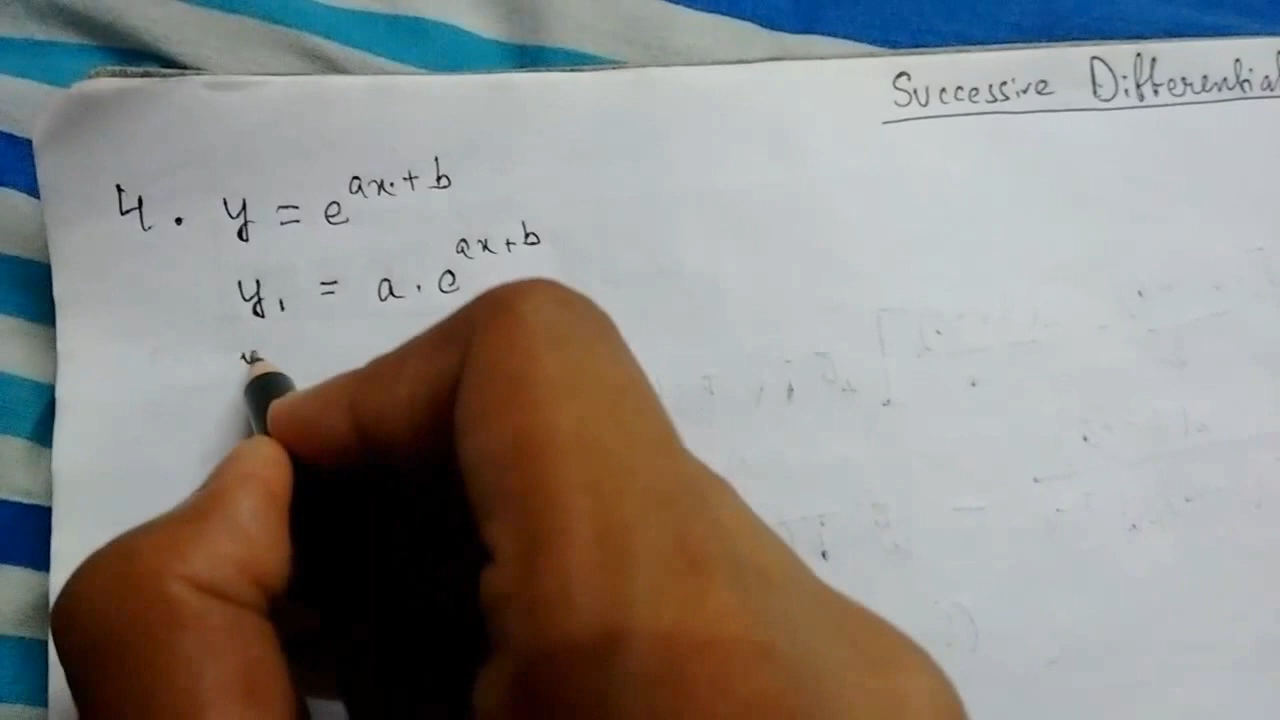 Successive Differential
4. y = e^{ax+b}
y₁ = a · e^{ax+b}